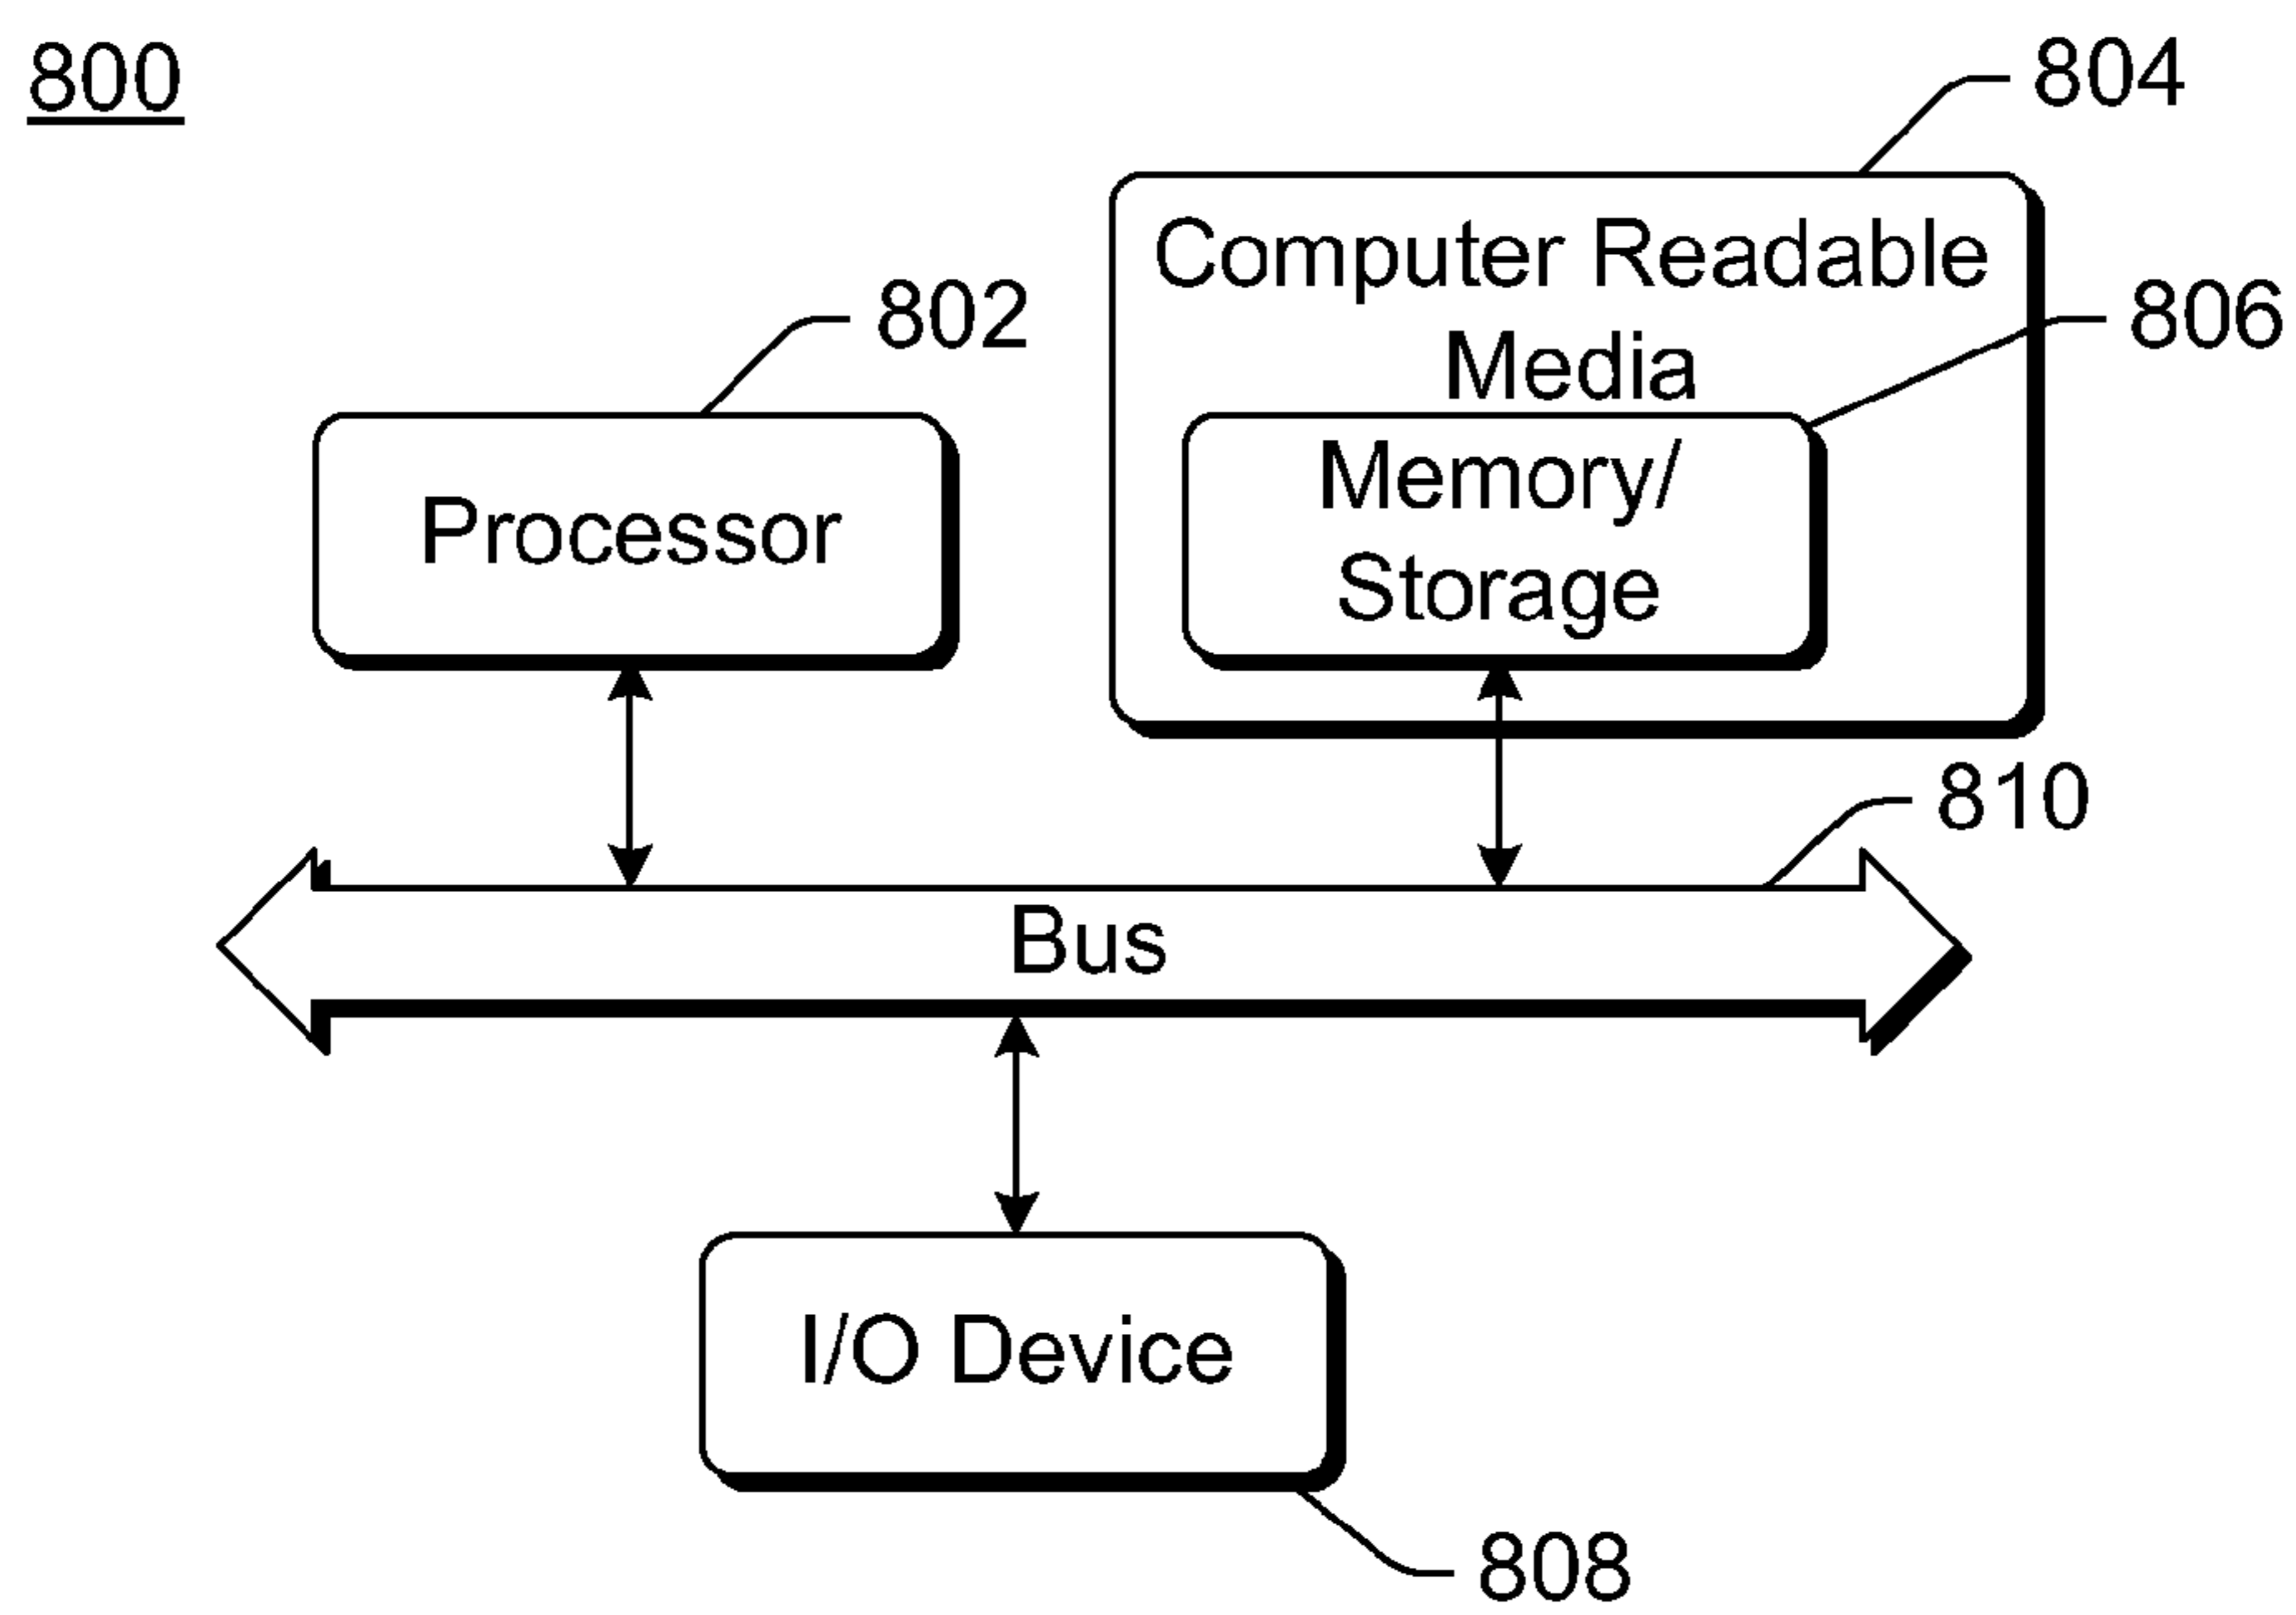 800
804
Computer Readable
Media
806
802
Memory/
Storage
Processor
810
Bus
I/O Device
808